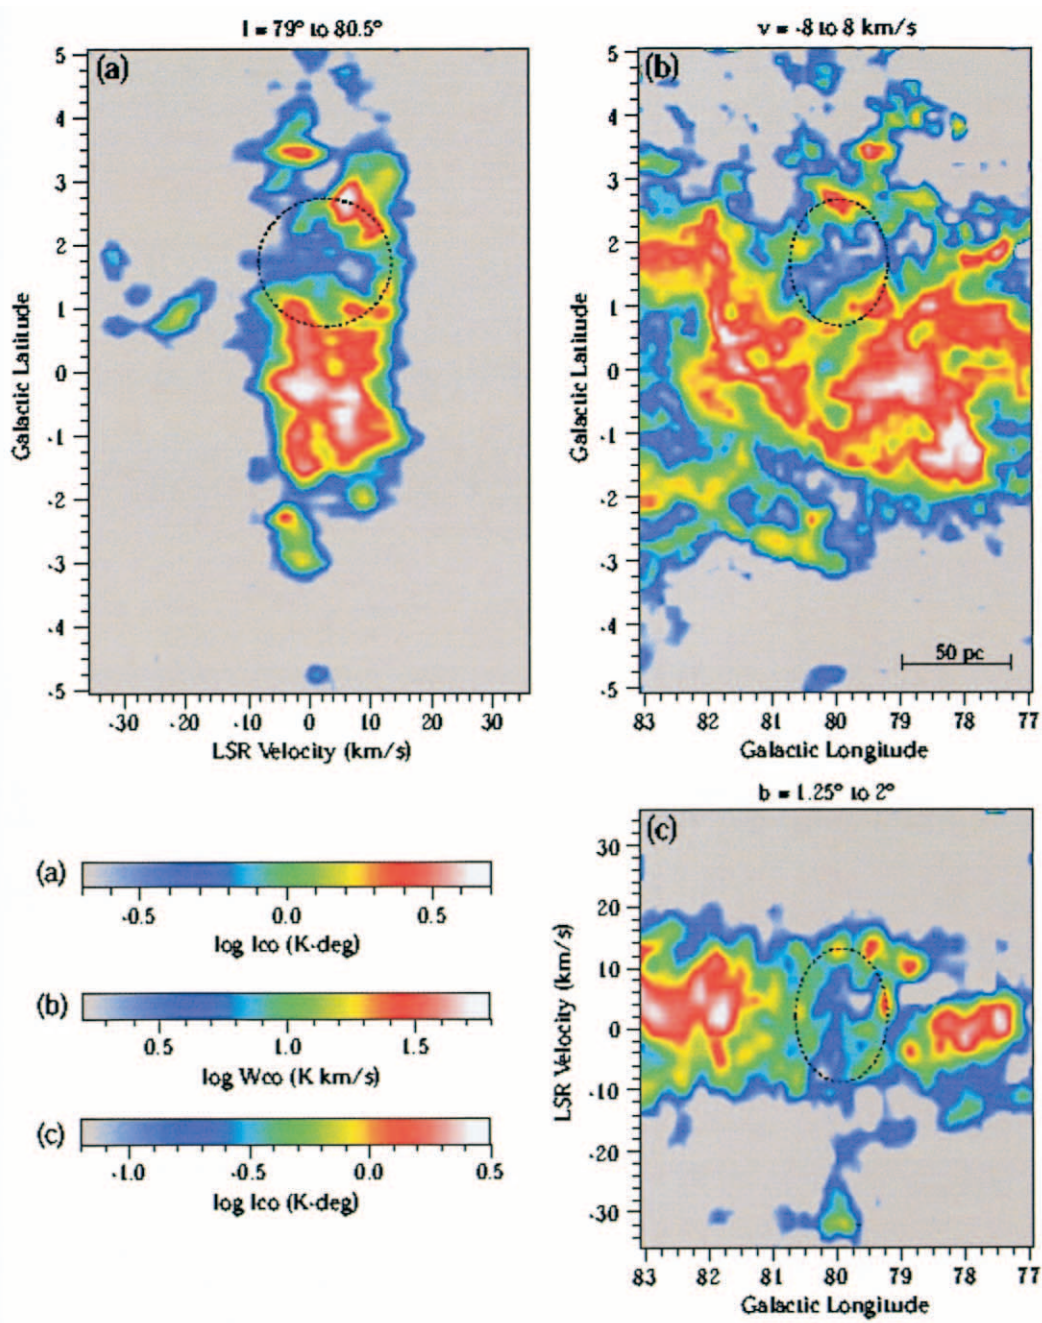 l = 79° to 80.5°
(a)
5
4
3
2
1
0
-1
-2
-3
-4
-5
Galactic Latitude
-30 -20 -10 0 10 20 30
LSR Velocity (km/s)
v = -8 to 8 km/s
(b)
5
4
3
2
1
0
-1
-2
-3
-4
-5
Galactic Latitude
50 pc
83 82 81 80 79 78 77
Galactic Longitude
(a)
-0.5 0.0 0.5
log Ico (K-deg)
(b)
0.5 1.0 1.5
log Wco (K km/s)
(c)
-1.0 -0.5 0.0 0.5
log Ico (K-deg)
b = 1.25° to 2°
(c)
30
20
10
0
-10
-20
-30
LSR Velocity (km/s)
83 82 81 80 79 78 77
Galactic Longitude